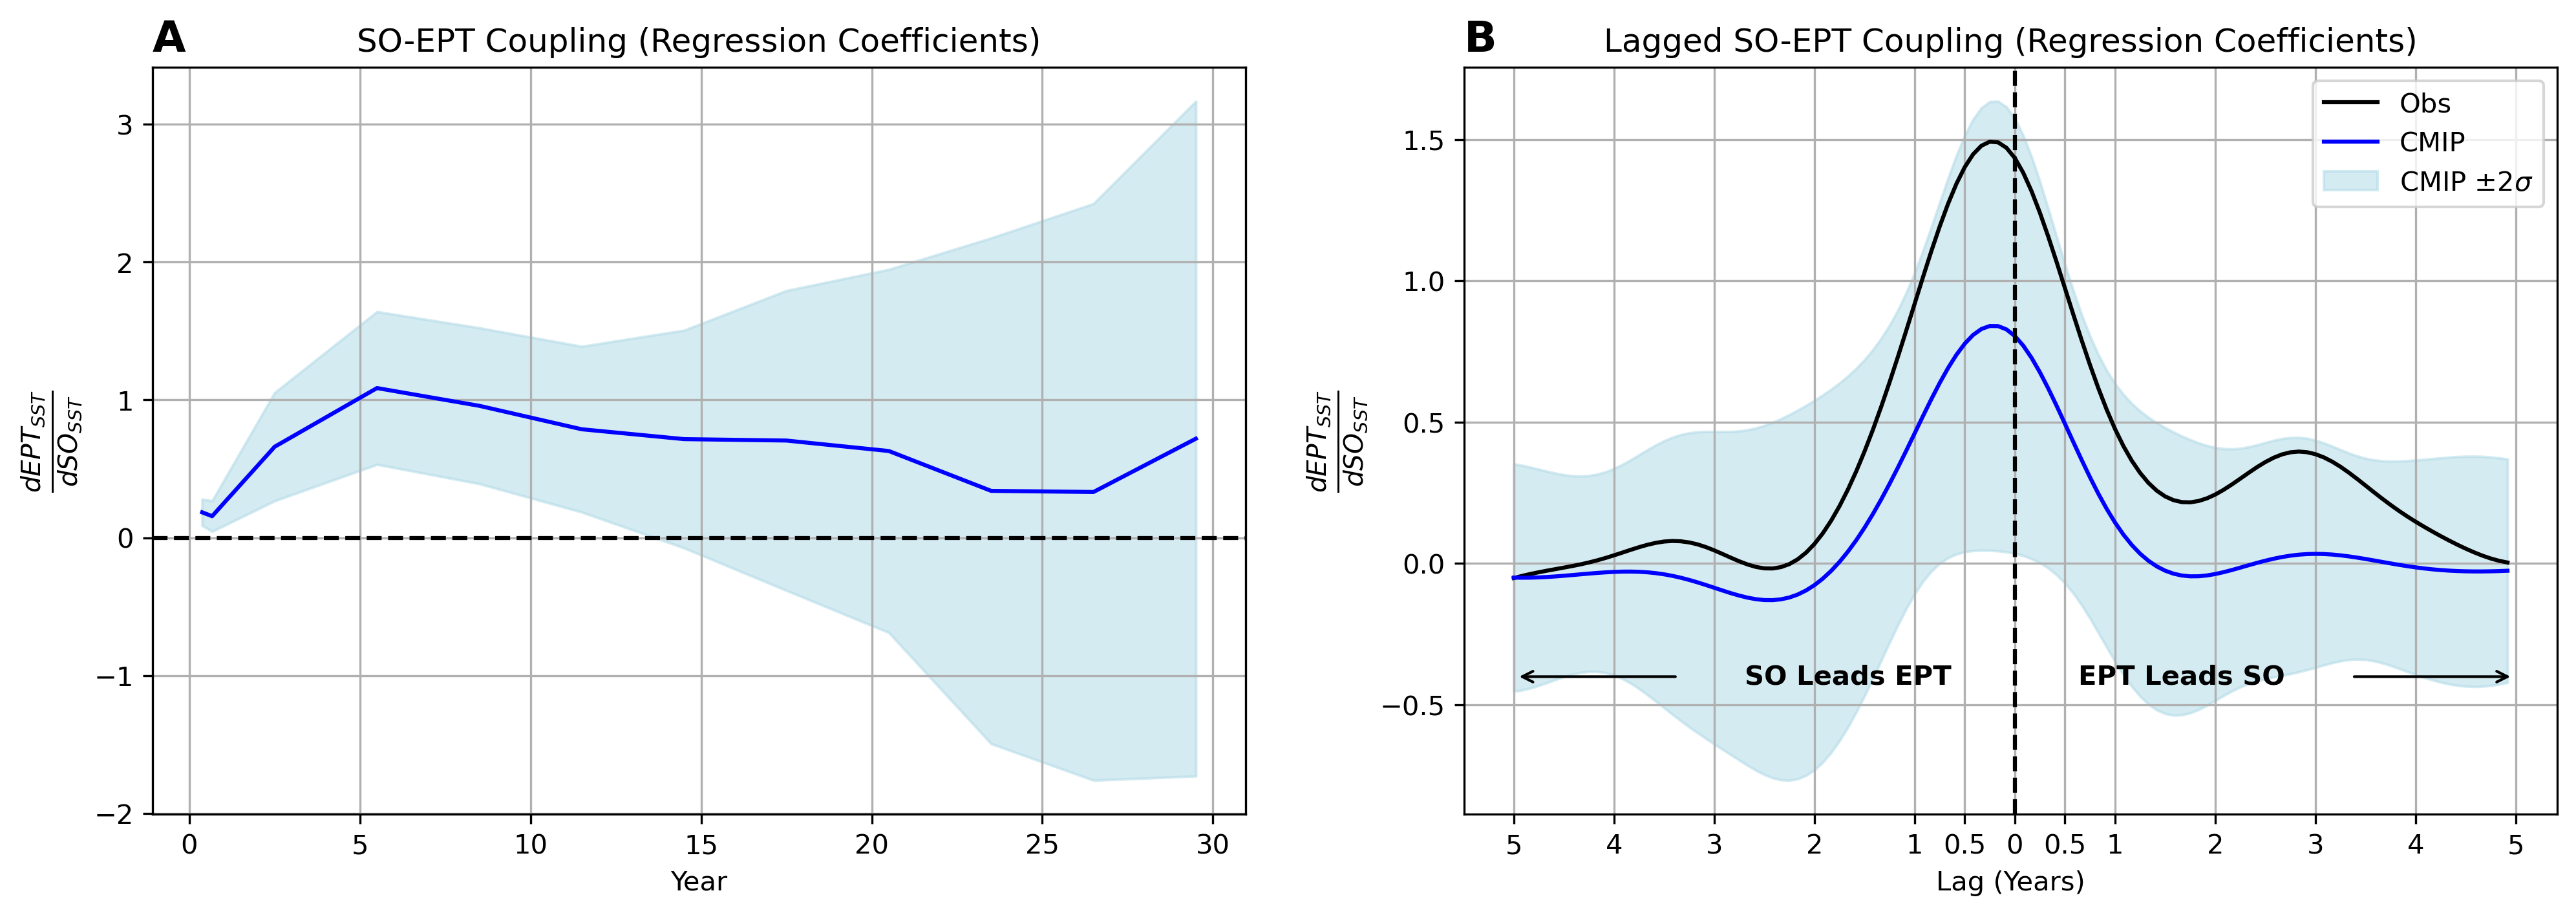 A
SO-EPT Coupling (Regression Coefficients)
3
2
1
0
−1
−2
dEPT_SST
dSO_SST
0 5 10 15 20 25 30
Year
B
Lagged SO-EPT Coupling (Regression Coefficients)
1.5
1.0
0.5
0.0
−0.5
dEPT_SST
dSO_SST
Obs
CMIP
CMIP ±2σ
SO Leads EPT
EPT Leads SO
5 4 3 2 1 0.5 0 0.5 1 2 3 4 5
Lag (Years)